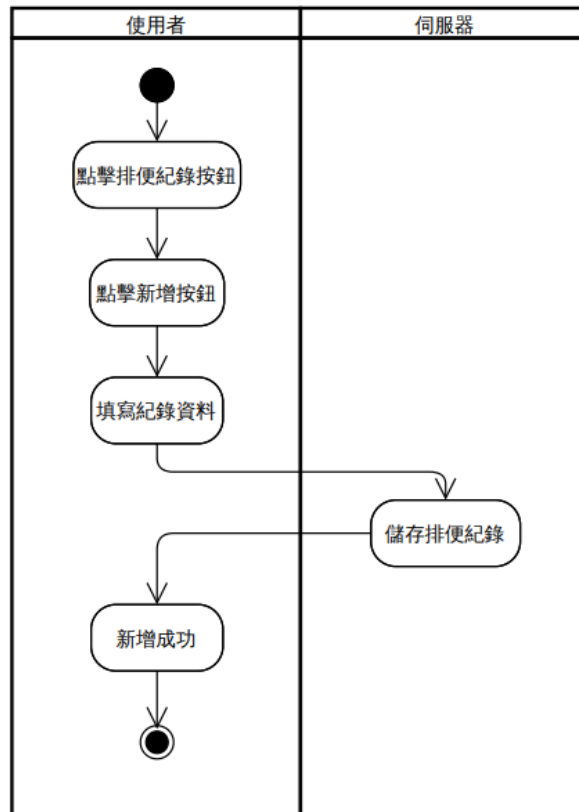 使用者
伺服器
點擊排便紀錄按鈕
點擊新增按鈕
填寫紀錄資料
儲存排便紀錄
新增成功